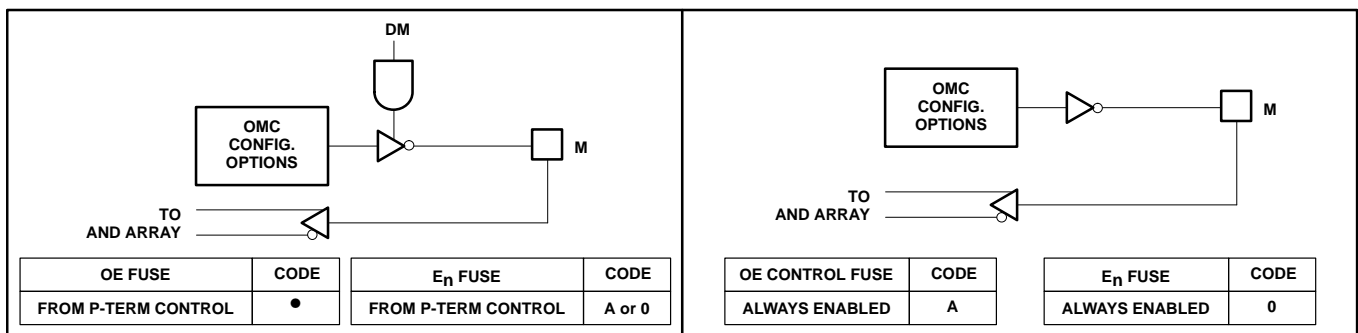 DM
OMC
CONFIG.
OPTIONS
M
TO
AND ARRAY
OE FUSE CODE
FROM P-TERM CONTROL •
En FUSE CODE
FROM P-TERM CONTROL A or 0
OMC
CONFIG.
OPTIONS
M
TO
AND ARRAY
OE CONTROL FUSE CODE
ALWAYS ENABLED A
En FUSE CODE
ALWAYS ENABLED 0